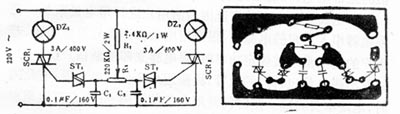 DZ₁
DZ₂
SCR₁
3A/400V
2.4KΩ/1W
R₁
3A/400V
220V~
220KΩ/2W
R₂
SCR₂
ST₁
ST₂
C₁
C₂
0.1μF/160V
0.1μF/160V